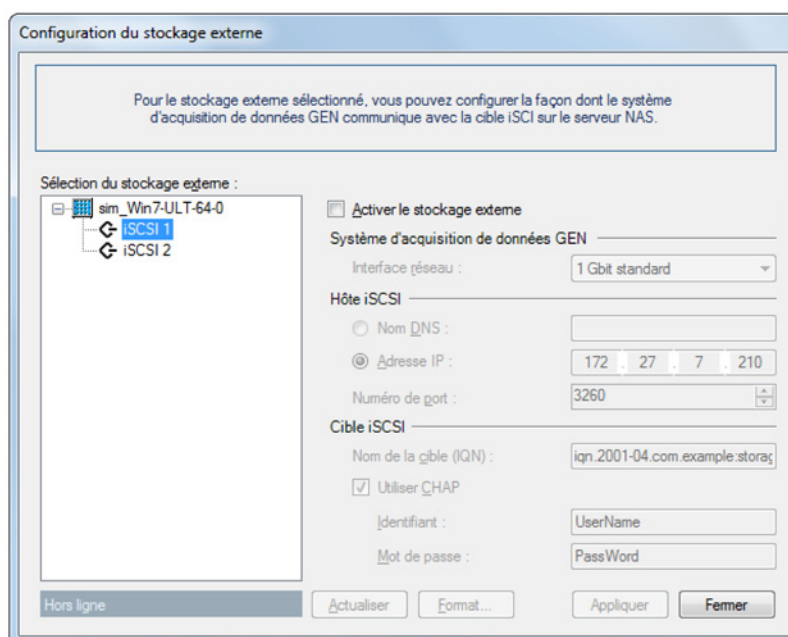 Configuration du stockage externe
Pour le stockage externe sélectionné, vous pouvez configurer la façon dont le système
d'acquisition de données GEN communique avec la cible iSCI sur le serveur NAS.
Sélection du stockage externe :
sim_Win7-ULT-64-0
iSCSI 1
iSCSI 2
Activer le stockage externe
Système d'acquisition de données GEN
Interface réseau : 1 Gbit standard
Hôte iSCSI
Nom DNS :
Adresse IP : 172 . 27 . 7 . 210
Numéro de port : 3260
Cible iSCSI
Nom de la cible (IQN) : iqn.2001-04.com.example:storag
Utiliser CHAP
Identifiant : UserName
Mot de passe : PassWord
Hors ligne Actualiser Format... Appliquer Fermer